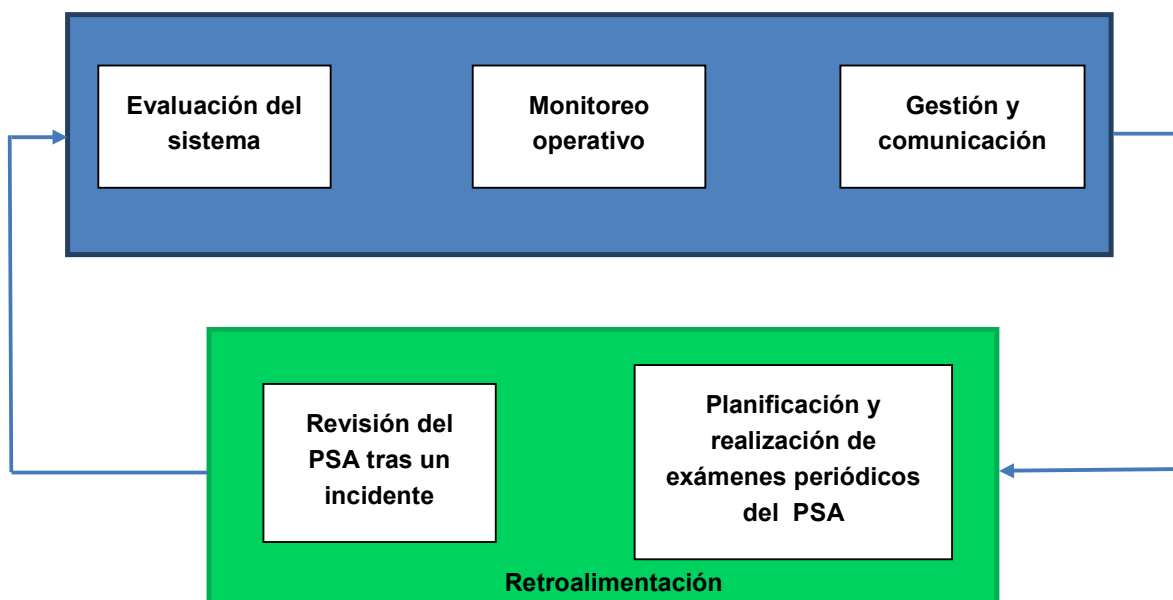 Evaluación del
sistema
Monitoreo
operativo
Gestión y
comunicación
Revisión del
PSA tras un
incidente
Planificación y
realización de
exámenes periódicos
del PSA
Retroalimentación